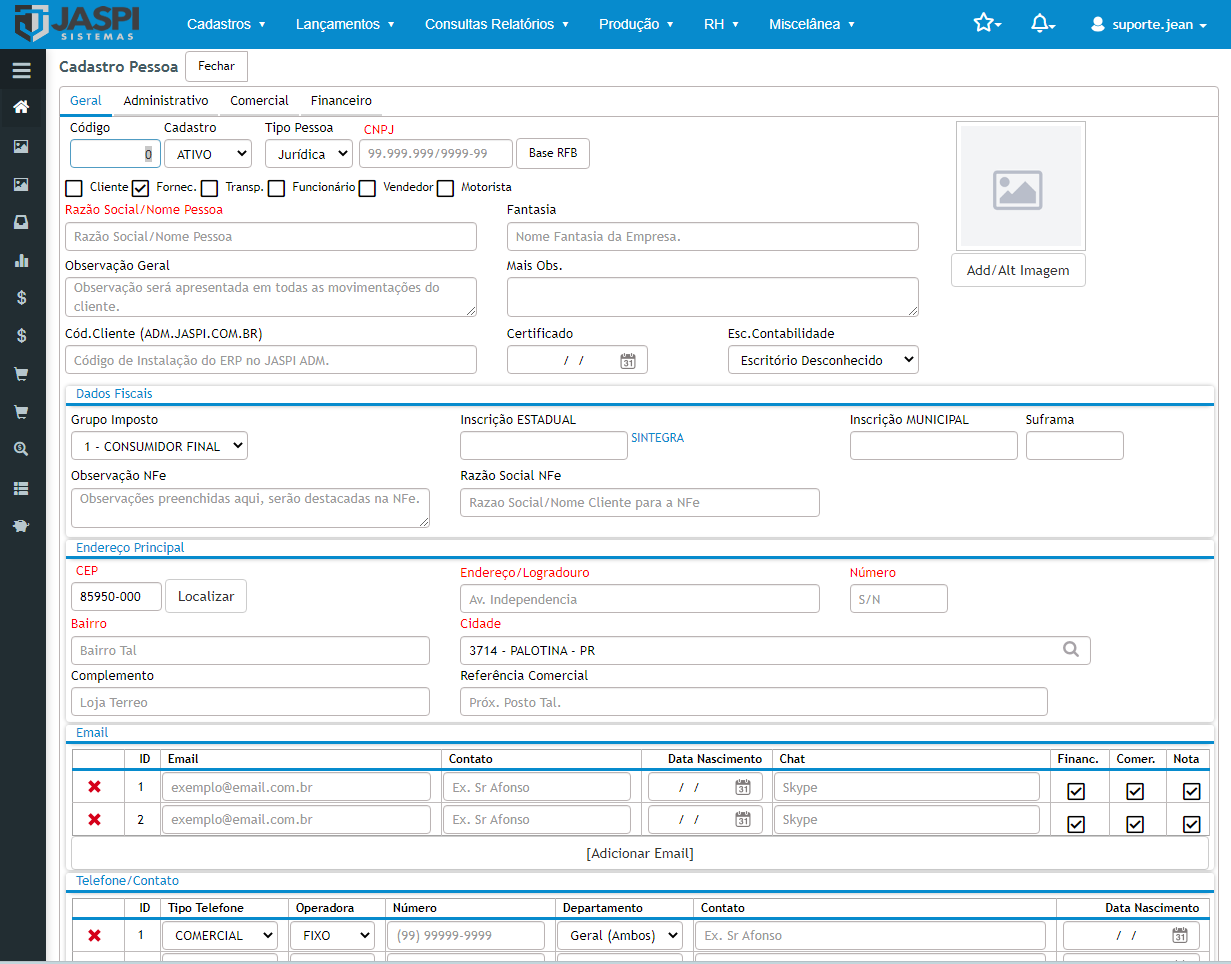 JASPI
SISTEMAS
Cadastros Lançamentos Consultas Relatórios Produção RH Miscelânea suporte.jean
Cadastro Pessoa Fechar
Geral Administrativo Comercial Financeiro
Código Cadastro Tipo Pessoa CNPJ
0 ATIVO Jurídica 99.999.999/9999-99 Base RFB
Cliente Fornec. Transp. Funcionário Vendedor Motorista
Razão Social/Nome Pessoa Fantasia
Razão Social/Nome Pessoa Nome Fantasia da Empresa.
Observação Geral Mais Obs.
Add/Alt Imagem
Observação será apresentada em todas as movimentações do
cliente.
Cód.Cliente (ADM.JASPI.COM.BR) Certificado Esc.Contabilidade
Código de Instalação do ERP no JASPI ADM. / / 31 Escritório Desconhecido
Dados Fiscais
Grupo Imposto Inscrição ESTADUAL Inscrição MUNICIPAL Suframa
1 - CONSUMIDOR FINAL SINTEGRA
Observação NFe Razão Social NFe
Observações preenchidas aqui, serão destacadas na NFe. Razao Social/Nome Cliente para a NFe
Endereço Principal
CEP Endereço/Logradouro Número
85950-000 Localizar Av. Independencia S/N
Bairro Cidade
Bairro Tal 3714 - PALOTINA - PR
Complemento Referência Comercial
Loja Terreo Próx. Posto Tal.
Email
ID Email Contato Data Nascimento Chat Financ. Comer. Nota
1 exemplo@email.com.br Ex. Sr Afonso / / 31 Skype
2 exemplo@email.com.br Ex. Sr Afonso / / 31 Skype
[Adicionar Email]
Telefone/Contato
ID Tipo Telefone Operadora Número Departamento Contato Data Nascimento
1 COMERCIAL FIXO (99) 99999-9999 Geral (Ambos) Ex. Sr Afonso / / 31